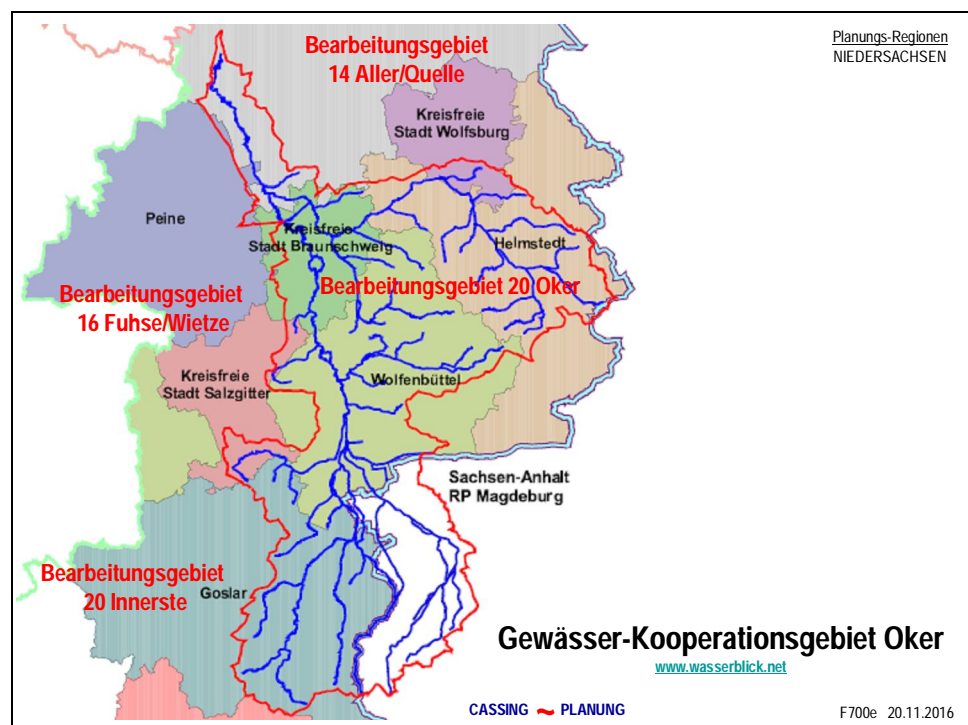 Planungs-Regionen
NIEDERSACHSEN
Bearbeitungsgebiet
14 Aller/Quelle
Kreisfreie
Stadt Wolfsburg
Peine
Kreisfreie
Stadt Braunschweig
Helmstedt
Bearbeitungsgebiet 20 Oker
Bearbeitungsgebiet
16 Fuhse/Wietze
Kreisfreie
Stadt Salzgitter
Wolfenbüttel
Sachsen-Anhalt
RP Magdeburg
Bearbeitungsgebiet
20 Innerste
Goslar
Gewässer-Kooperationsgebiet Oker
www.wasserblick.net
CASSING ~ PLANUNG
F700e 20.11.2016